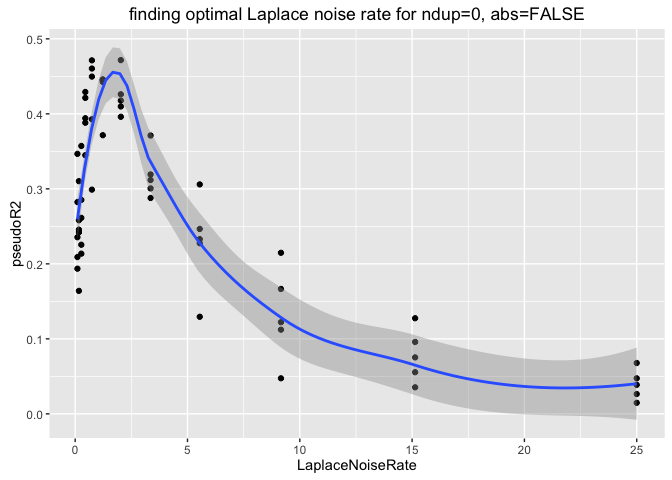 finding optimal Laplace noise rate for ndup=0, abs=FALSE
0.5
0.4
0.3
0.2
0.1
0.0
pseudoR2
0 5 10 15 20 25
LaplaceNoiseRate